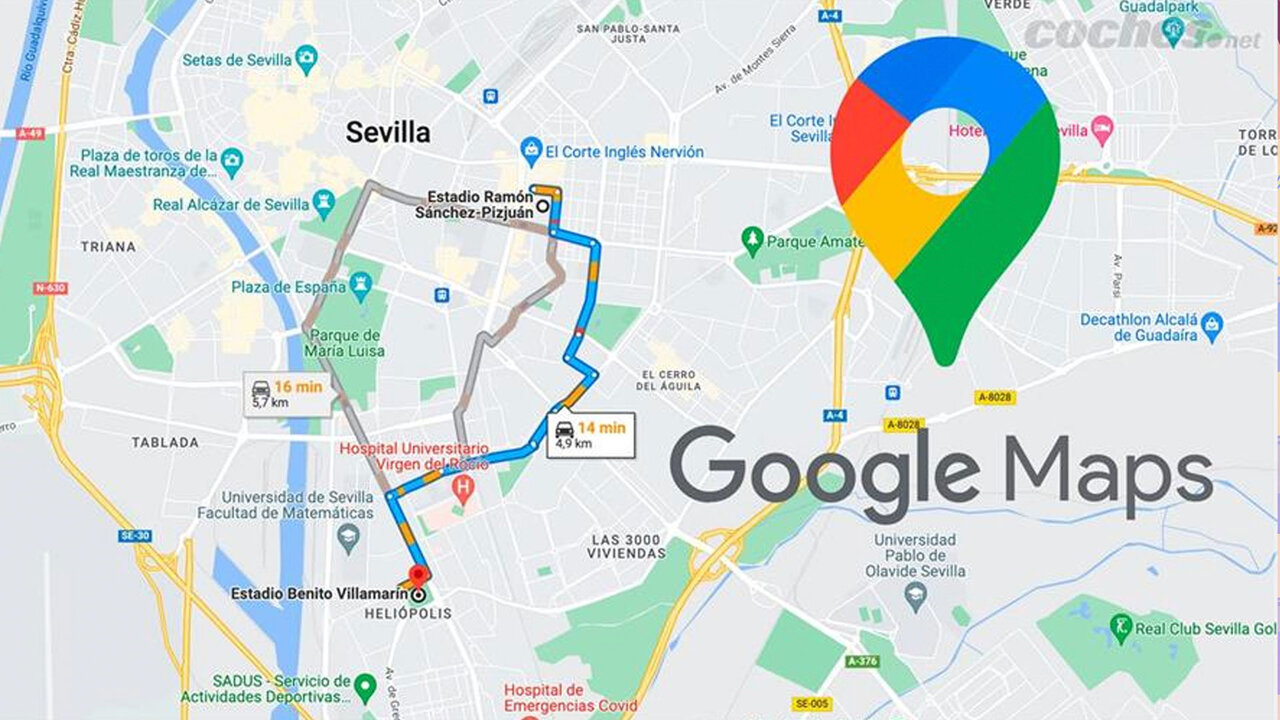 Río Guadalquivir
Ctra. Cádiz H
SAN PABLO-SANTA
JUSTA
A-4
VERDE
Guadalpark
coches.net
Setas de Sevilla
Av. de Montes Sierra
A-49
Sevilla
El Corte Inglés Nervión
El Corte I
Sevilla
Hote
evilla
TORR
DE LO
Plaza de toros de la
Real Maestranza de...
Real Alcázar de Sevilla
Estadio Ramón
Sánchez-Pizjuán
TRIANA
Parque Amate
A-92
N-630
Plaza de España
Av. Parsi
Parque de
María Luisa
Decathlon Alcalá
de Guadaíra
EL CERRO
DEL ÁGUILA
16 min
5,7 km
A-8028
A-4
A-8028
14 min
4,9 km
TABLADA
Hospital Universitario
Virgen del Rocío
H
Google Maps
Universidad de Sevilla
Facultad de Matemáticas
SE-30
LAS 3000
VIVIENDAS
Universidad
Pablo de
Olavide Sevilla
Estadio Benito Villamarín
HELIÓPOLIS
Real Club Sevilla Gol
A-376
SADUS - Servicio de
Actividades Deportivas...
Av. de Gre
Hospital de
Emergencias Covid
SE-005